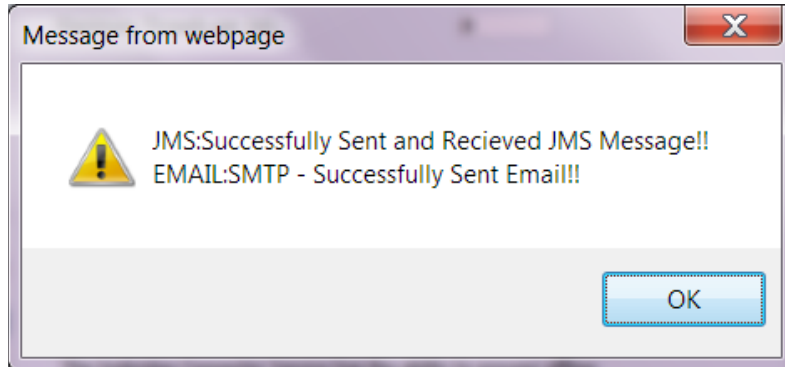 Message from webpage
JMS:Successfully Sent and Recieved JMS Message!!
EMAIL:SMTP - Successfully Sent Email!!
OK